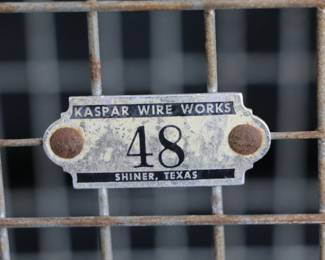 KASPAR WIRE WORKS
48
SHINER, TEXAS